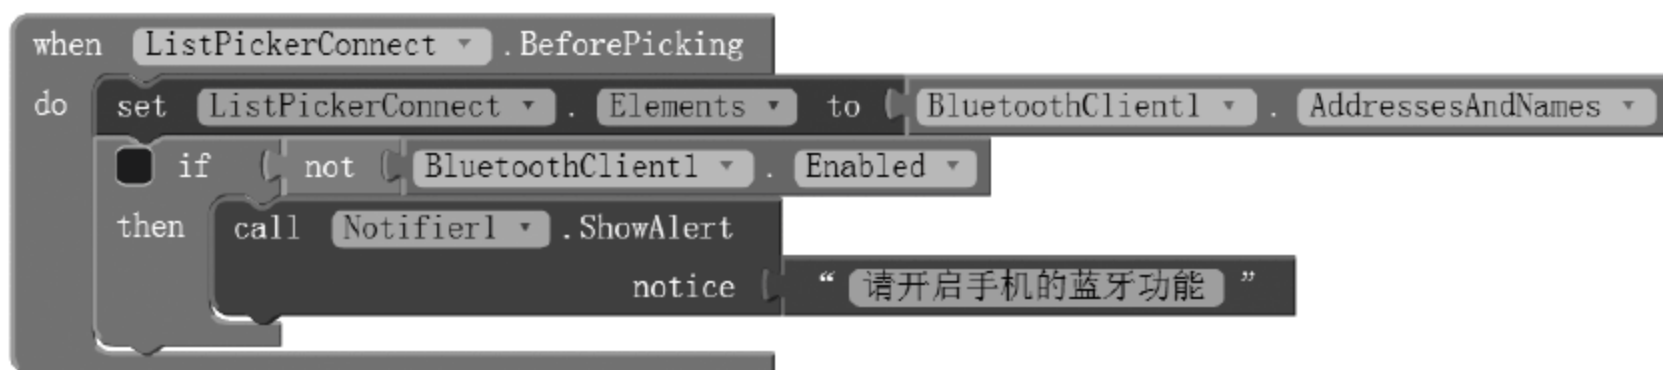 when ListPickerConnect .BeforePicking
do set ListPickerConnect . Elements to BluetoothClient1 . AddressesAndNames
if not BluetoothClient1 . Enabled
then call Notifier1 .ShowAlert
notice “ 请开启手机的蓝牙功能 ”